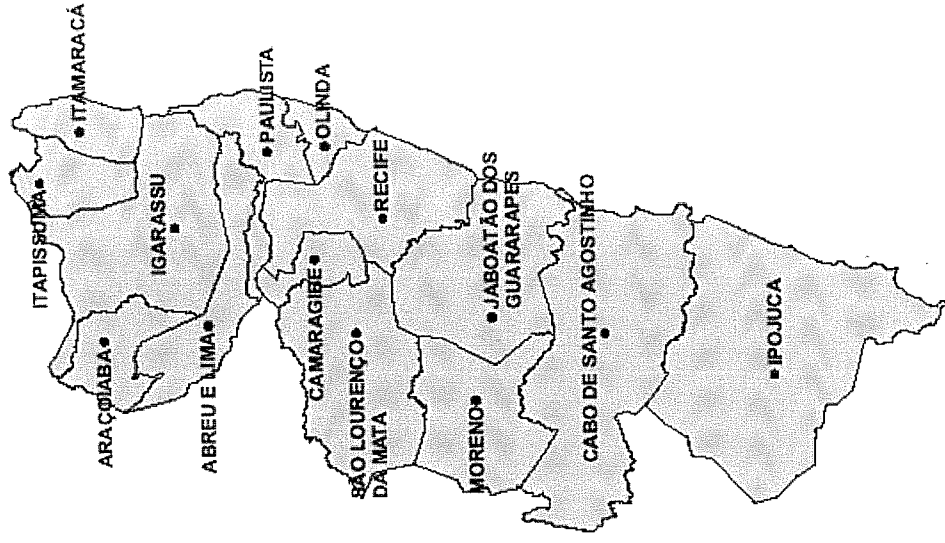 ITAPISSUMA
ITAMARACÁ
ARAÇOIABA
IGARASSU
ABREU E LIMA
PAULISTA
OLINDA
CAMARAGIBE
RECIFE
SÃO LOURENÇO
DA MATA
MORENO
JABOATÃO DOS
GUARARAPES
CABO DE SANTO AGOSTINHO
IPOJUCA